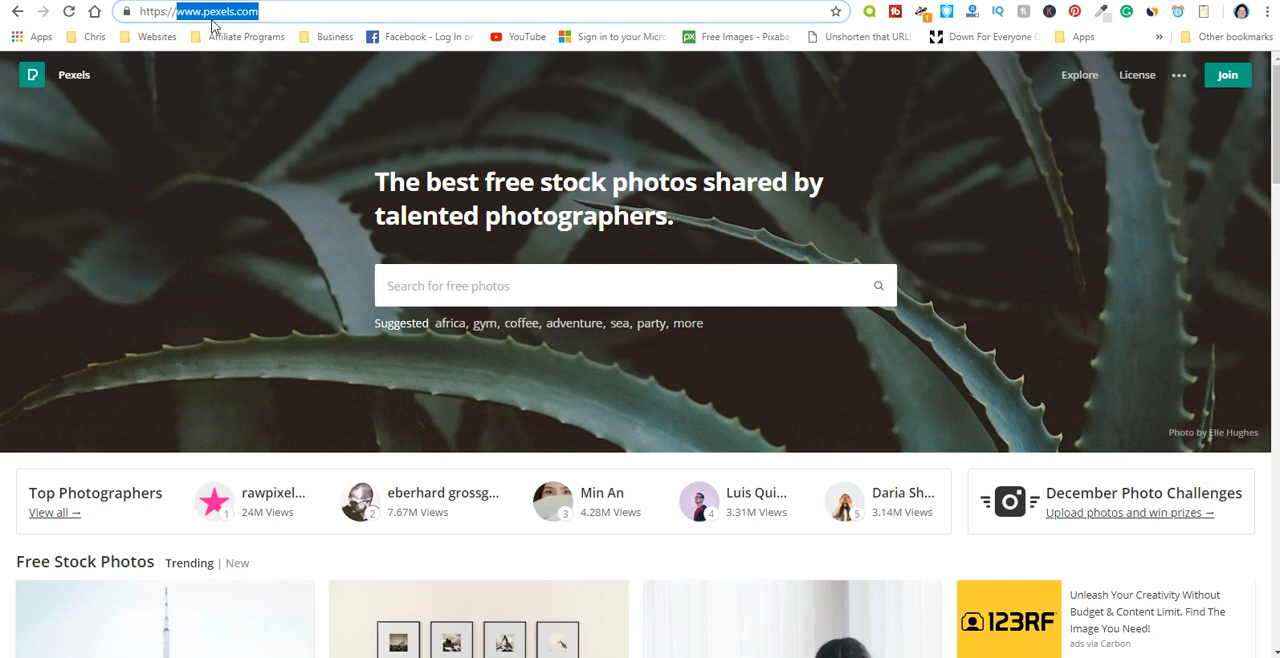 https://www.pexels.com
Apps
Chris
Websites
Affiliate Programs
Business
Facebook - Log In or
YouTube
Sign in to your Micro
Free Images - Pixaba
Unshorten that URL!
Down For Everyone
Apps
»
Other bookmarks
Pexels
Explore
License
Join
The best free stock photos shared by
talented photographers.
Search for free photos
Suggested africa, gym, coffee, adventure, sea, party, more
Photo by Elle Hughes
Top Photographers
View all →
1
rawpixel...
24M Views
2
eberhard grossg...
7.67M Views
3
Min An
4.28M Views
4
Luis Qui...
3.31M Views
5
Daria Sh...
3.14M Views
December Photo Challenges
Upload photos and win prizes →
Free Stock Photos Trending | New
123RF
Unleash Your Creativity Without
Budget & Content Limit. Find The
Image You Need!
ads via Carbon